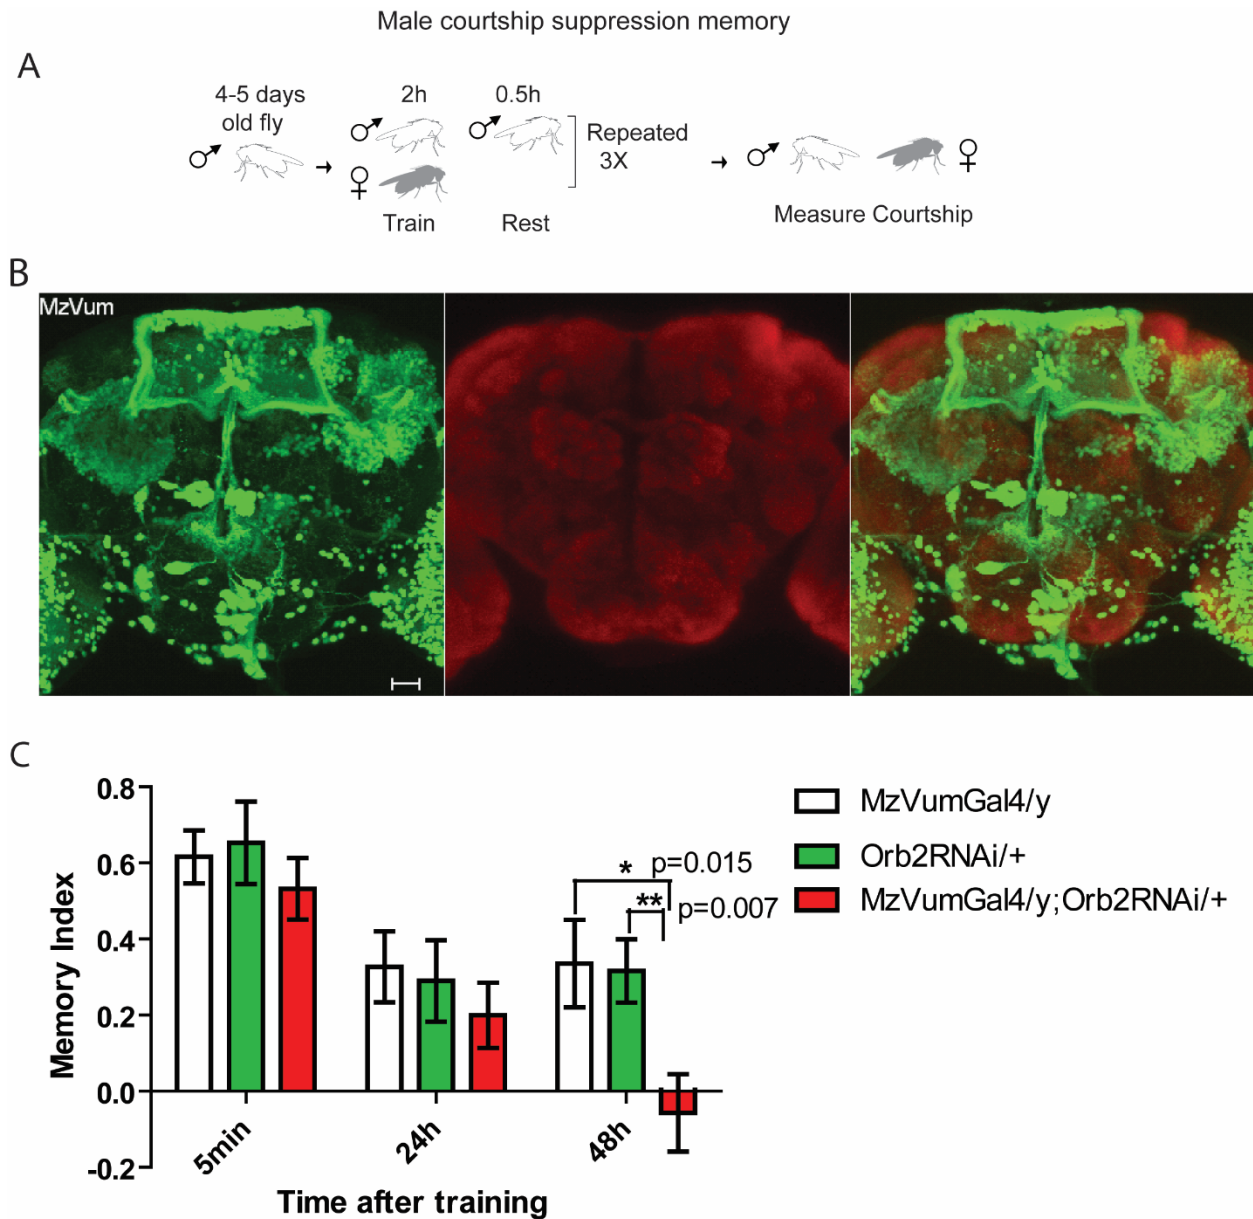 Male courtship suppression memory
A
4-5 days
old fly
2h
0.5h
♂
♂
♂
♀
Repeated
3X
♂
♀
Train
Rest
Measure Courtship
B
MzVum
C
Memory Index
0.8
0.6
0.4
0.2
0.0
-0.2
5min
24h
48h
Time after training
* p=0.015
** p=0.007
MzVumGal4/y
Orb2RNAi/+
MzVumGal4/y;Orb2RNAi/+